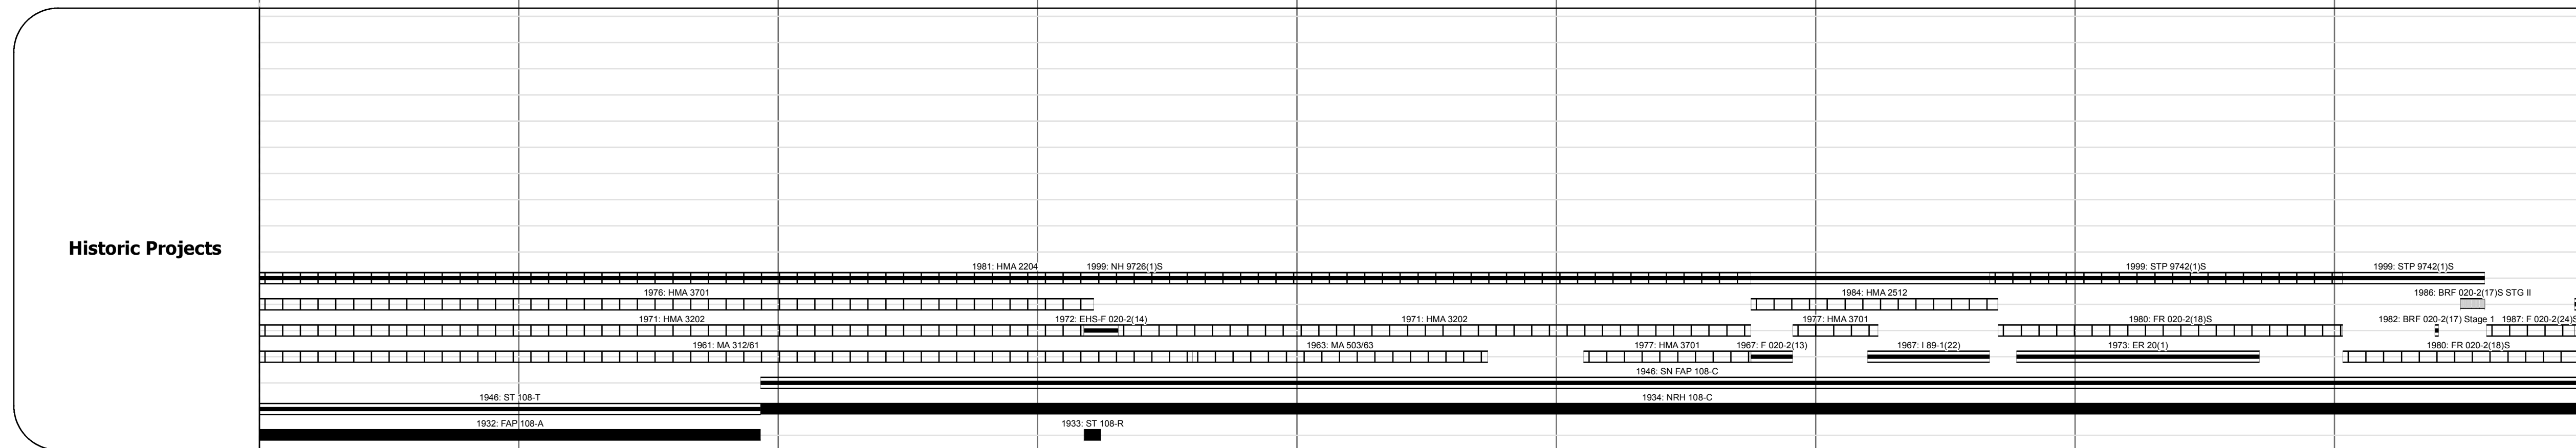 Historic Projects
1981: HMA 2204 1999: NH 9726(1)S 1999: STP 9742(1)S 1999: STP 9742(1)S
1976: HMA 3701 1984: HMA 2512 1986: BRF 020-2(17)S STG II
1971: HMA 3202 1972: EHS-F 020-2(14) 1971: HMA 3202 1977: HMA 3701 1980: FR 020-2(18)S 1982: BRF 020-2(17) Stage 1 1987: F 020-2(24)S
1961: MA 312/61 1963: MA 503/63 1977: HMA 3701 1967: F 020-2(13) 1967: I 89-1(22) 1973: ER 20(1) 1980: FR 020-2(18)S
1946: SN FAP 108-C
1946: ST 108-T 1934: NRH 108-C
1932: FAP 108-A 1933: ST 108-R